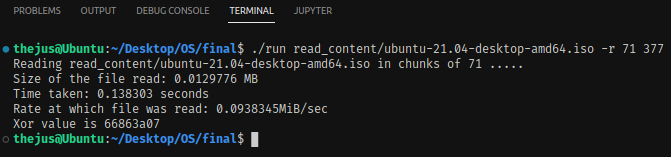 PROBLEMS OUTPUT DEBUG CONSOLE TERMINAL JUPYTER
thejus@Ubuntu:~/Desktop/OS/final$ ./run read_content/ubuntu-21.04-desktop-amd64.iso -r 71 377
Reading read_content/ubuntu-21.04-desktop-amd64.iso in chunks of 71 .....
Size of the file read: 0.0129776 MB
Time taken: 0.138303 seconds
Rate at which file was read: 0.0938345MiB/sec
Xor value is 66863a07
thejus@Ubuntu:~/Desktop/OS/final$